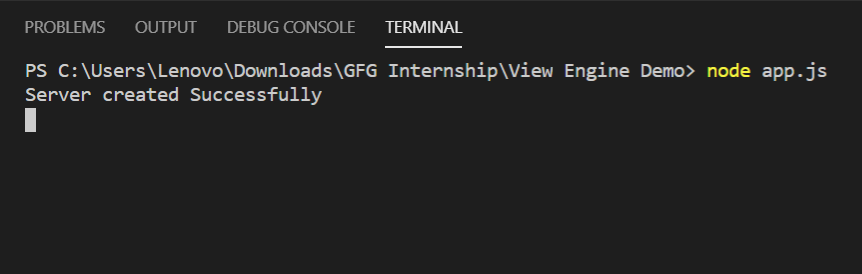 PROBLEMS OUTPUT DEBUG CONSOLE TERMINAL
PS C:\Users\Lenovo\Downloads\GFG Internship\View Engine Demo> node app.js
Server created Successfully